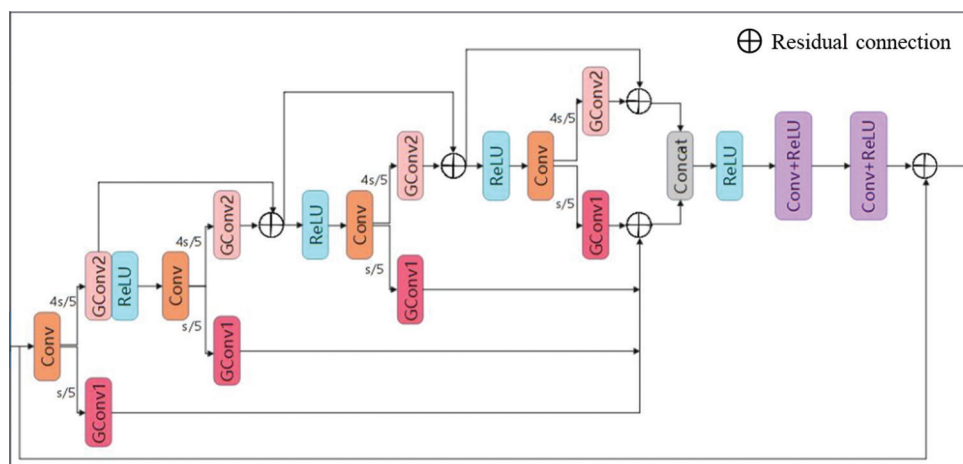 Residual connection
4s/5
GConv2
Conv
s/5
GConv1
Concat
ReLU
Conv+ReLU
Conv+ReLU
4s/5
GConv2
ReLU
Conv
s/5
GConv1
4s/5
GConv2
ReLU
Conv
s/5
GConv1
4s/5
GConv2
ReLU
Conv
s/5
GConv1